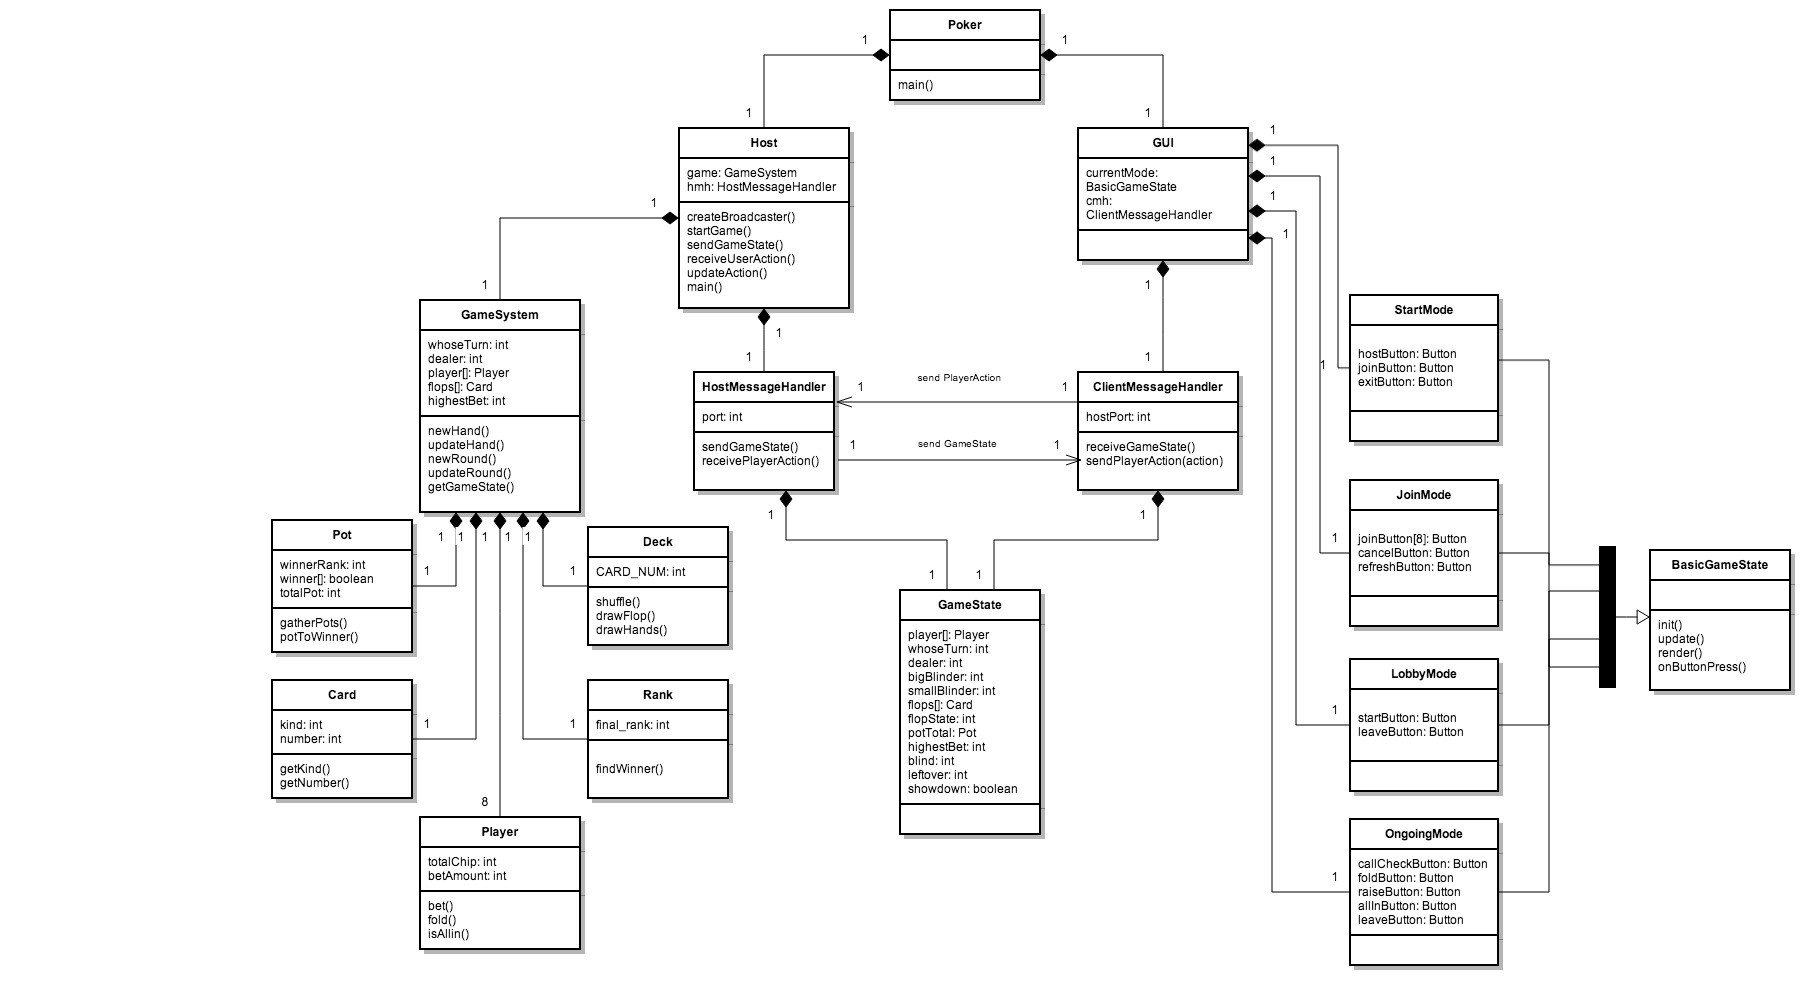 Poker
main()
1
1
1
1
Host
game: GameSystem
hmh: HostMessageHandler
createBroadcaster()
startGame()
sendGameState()
receiveUserAction()
updateAction()
main()
GUI
currentMode:
BasicGameState
cmh:
ClientMessageHandler
1
1
1
1
1
1
1
1
1
1
1
GameSystem
whoseTurn: int
dealer: int
player[]: Player
flops[]: Card
highestBet: int
newHand()
updateHand()
newRound()
updateRound()
getGameState()
HostMessageHandler
port: int
sendGameState()
receivePlayerAction()
send PlayerAction
1
1
send GameState
1
1
ClientMessageHandler
hostPort: int
receiveGameState()
sendPlayerAction(action)
StartMode
hostButton: Button
joinButton: Button
exitButton: Button
1
1
1
1
1
1
1
Pot
winnerRank: int
winner[]: boolean
totalPot: int
gatherPots()
potToWinner()
1
1
Deck
CARD_NUM: int
shuffle()
drawFlop()
drawHands()
1
1
1
GameState
player[]: Player
whoseTurn: int
dealer: int
bigBlinder: int
smallBlinder: int
flops[]: Card
flopState: int
potTotal: Pot
highestBet: int
blind: int
leftover: int
showdown: boolean
JoinMode
joinButton[8]: Button
cancelButton: Button
refreshButton: Button
1
BasicGameState
init()
update()
render()
onButtonPress()
Card
kind: int
number: int
getKind()
getNumber()
1
1
Rank
final_rank: int
findWinner()
LobbyMode
startButton: Button
leaveButton: Button
8
Player
totalChip: int
betAmount: int
bet()
fold()
isAllin()
1
OngoingMode
callCheckButton: Button
foldButton: Button
raiseButton: Button
allInButton: Button
leaveButton: Button